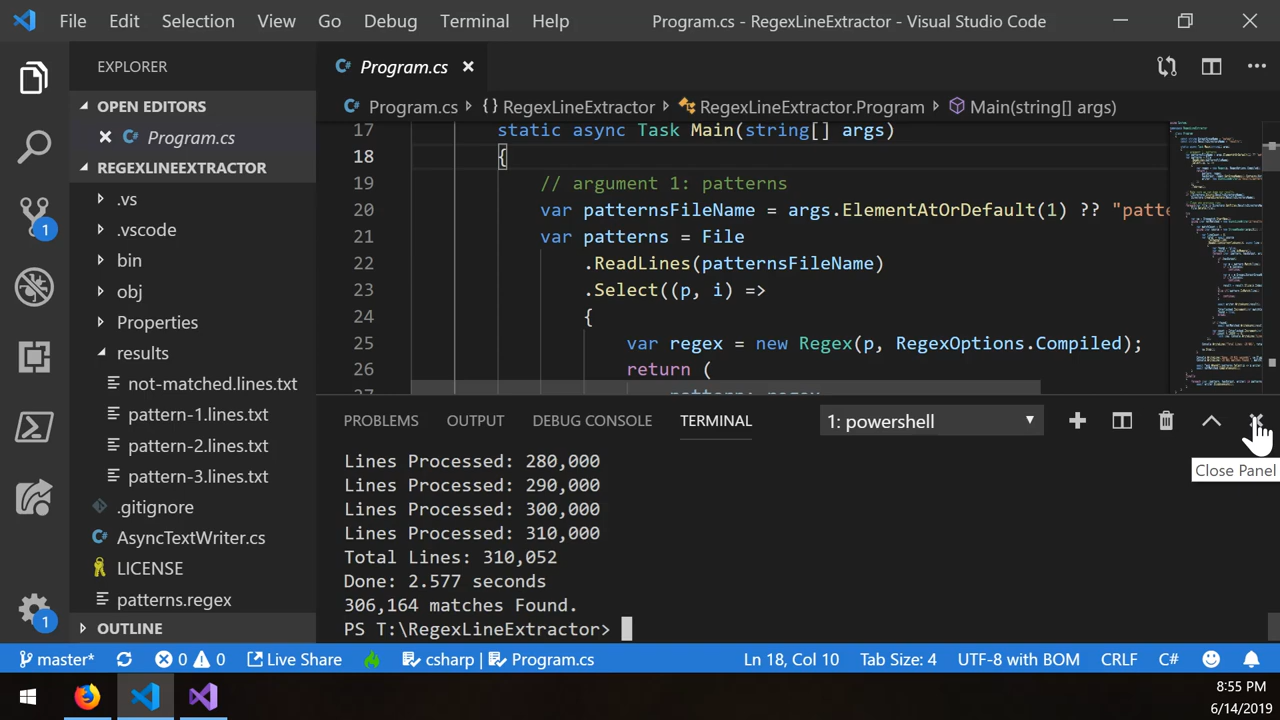 File Edit Selection View Go Debug Terminal Help Program.cs - RegexLineExtractor - Visual Studio Code
EXPLORER
OPEN EDITORS
C# Program.cs
REGEXLINEEXTRACTOR
.vs
.vscode
bin
obj
Properties
results
not-matched.lines.txt
pattern-1.lines.txt
pattern-2.lines.txt
pattern-3.lines.txt
.gitignore
C# AsyncTextWriter.cs
LICENSE
patterns.regex
OUTLINE
1
1
C# Program.cs
C# Program.cs {} RegexLineExtractor RegexLineExtractor.Program Main(string[] args)
17 static async Task Main(string[] args)
18 {
19 // argument 1: patterns
20 var patternsFileName = args.ElementAtOrDefault(1) ?? "patte
21 var patterns = File
22 .ReadLines(patternsFileName)
23 .Select((p, i) =>
24 {
25 var regex = new Regex(p, RegexOptions.Compiled);
26 return (
27 pattern: regex
PROBLEMS OUTPUT DEBUG CONSOLE TERMINAL 1: powershell
Close Panel
Lines Processed: 280,000
Lines Processed: 290,000
Lines Processed: 300,000
Lines Processed: 310,000
Total Lines: 310,052
Done: 2.577 seconds
306,164 matches Found.
PS T:\RegexLineExtractor>
master* 0 0 Live Share csharp Program.cs Ln 18, Col 10 Tab Size: 4 UTF-8 with BOM CRLF C#
8:55 PM
6/14/2019